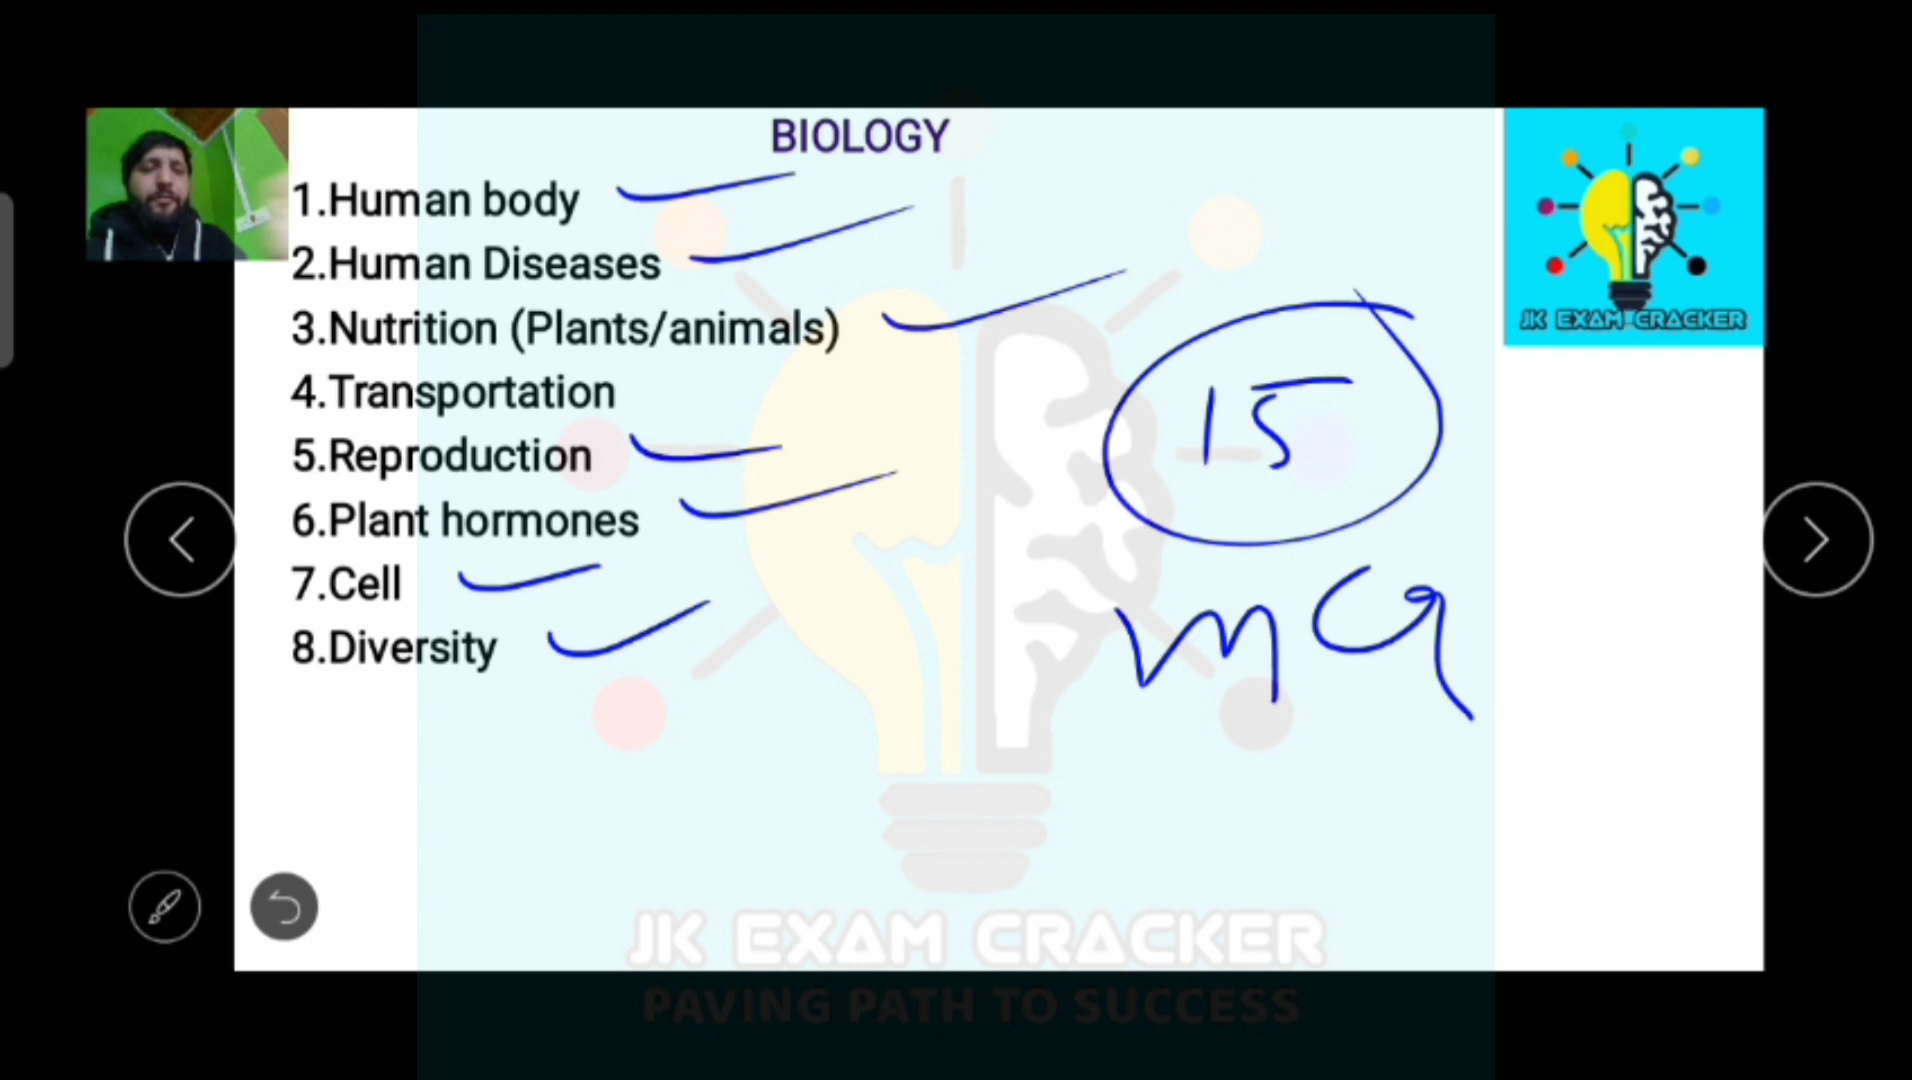 BIOLOGY
1.Human body
2.Human Diseases
3.Nutrition (Plants/animals)
4.Transportation
5.Reproduction
6.Plant hormones
7.Cell
8.Diversity
15
mcq
JK EXAM CRACKER
JK EXAM CRACKER
PAVING PATH TO SUCCESS